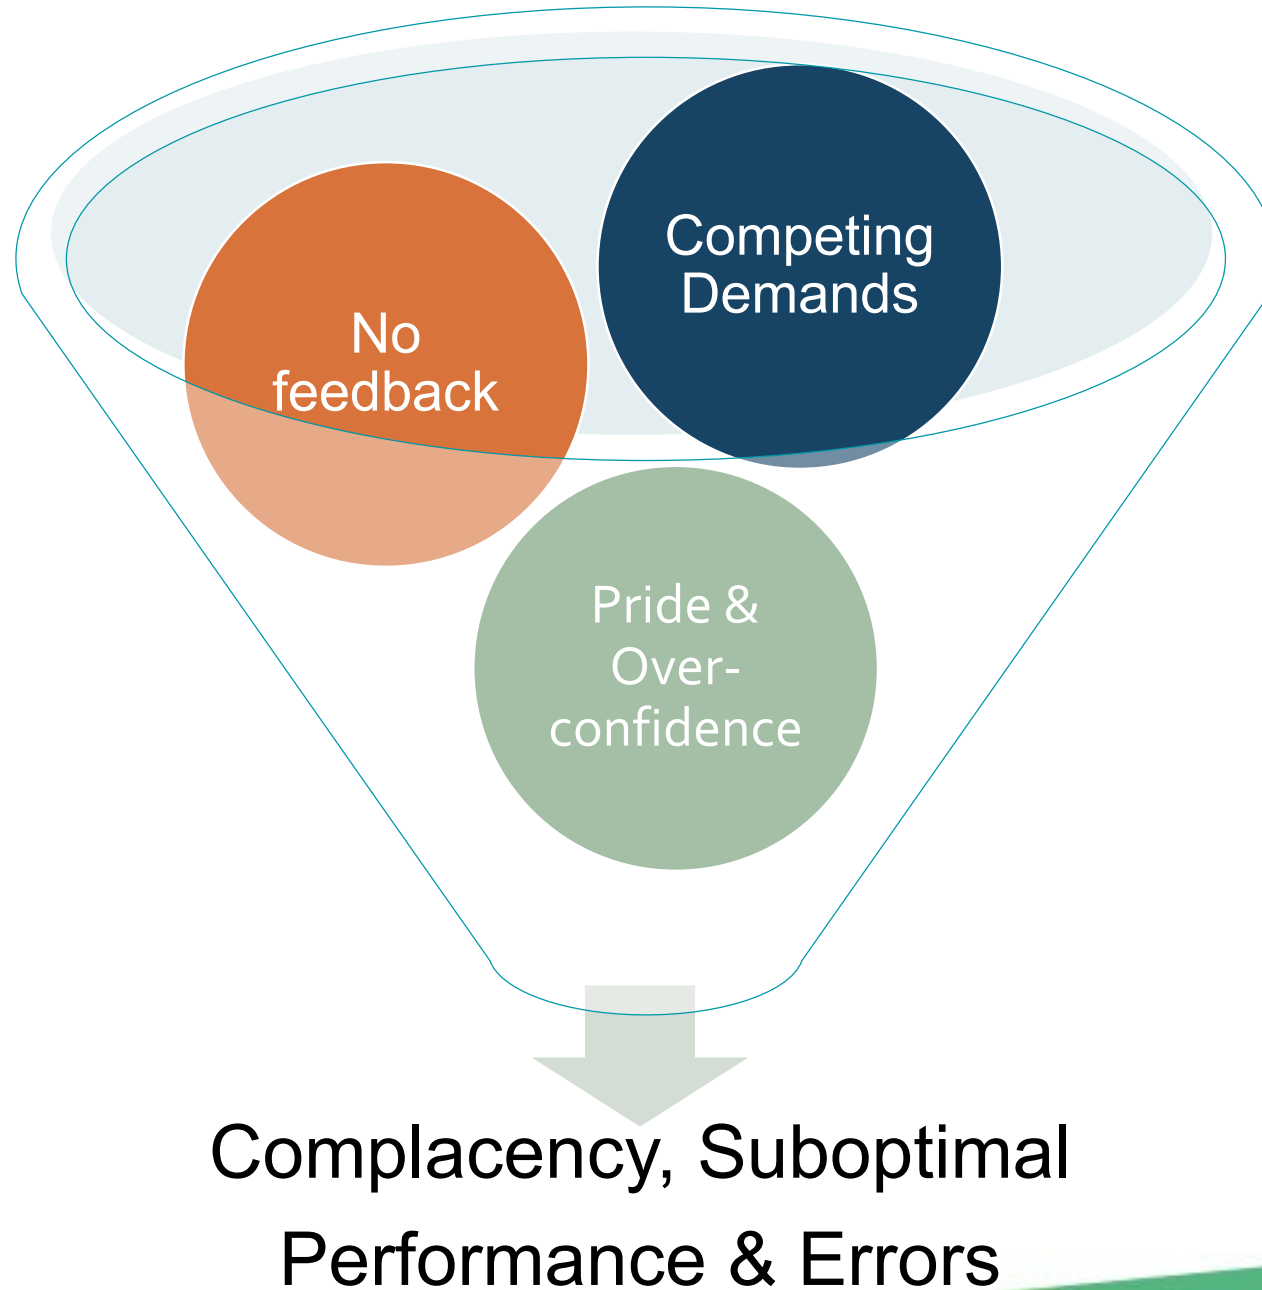 Competing
Demands
No
feedback
Pride &
Over-
confidence
Complacency, Suboptimal
Performance & Errors